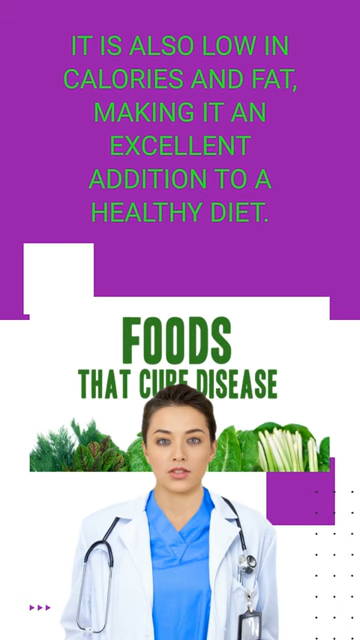 IT IS ALSO LOW IN
CALORIES AND FAT,
MAKING IT AN
EXCELLENT
ADDITION TO A
HEALTHY DIET.
FOODS
THAT CURE DISEASE